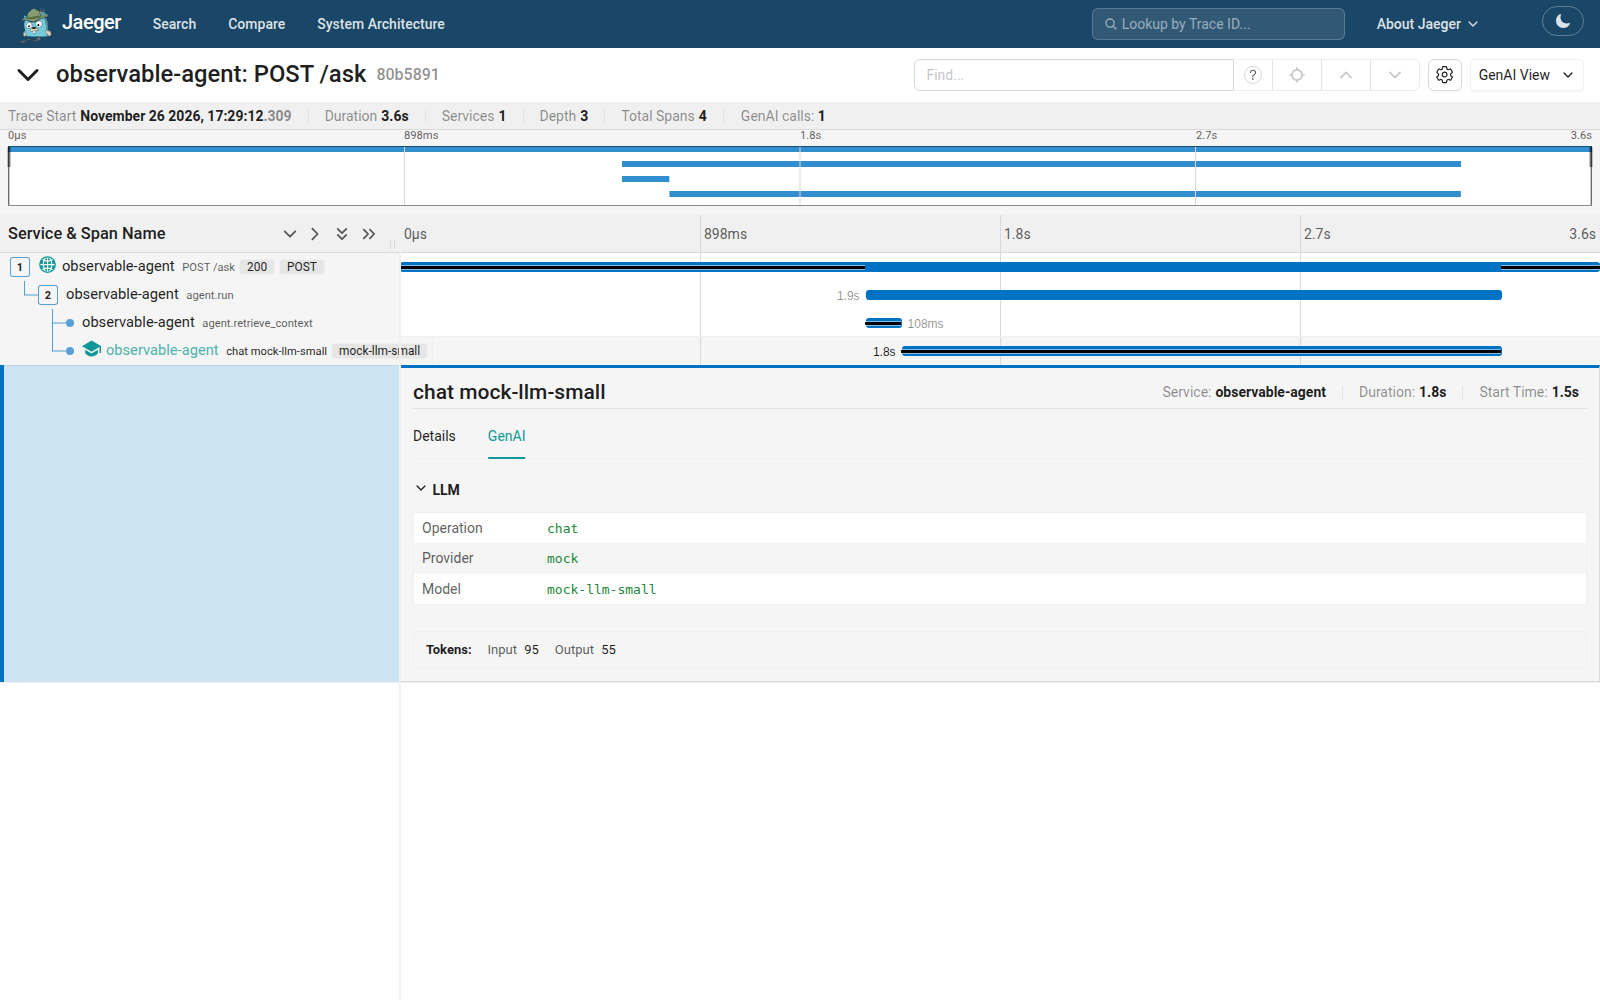 Jaeger Search Compare System Architecture Lookup by Trace ID... About Jaeger
observable-agent: POST /ask 80b5891 Find... ? GenAI View
Trace Start November 26 2026, 17:29:12.309 Duration 3.6s Services 1 Depth 3 Total Spans 4 GenAI calls: 1
0μs 898ms 1.8s 2.7s 3.6s
Service & Span Name 0μs 898ms 1.8s 2.7s 3.6s
1 observable-agent POST /ask 200 POST
2 observable-agent agent.run 1.9s
observable-agent agent.retrieve_context 108ms
observable-agent chat mock-llm-small mock-llm-small 1.8s
chat mock-llm-small Service: observable-agent Duration: 1.8s Start Time: 1.5s
Details GenAI
LLM
Operation chat
Provider mock
Model mock-llm-small
Tokens: Input 95 Output 55